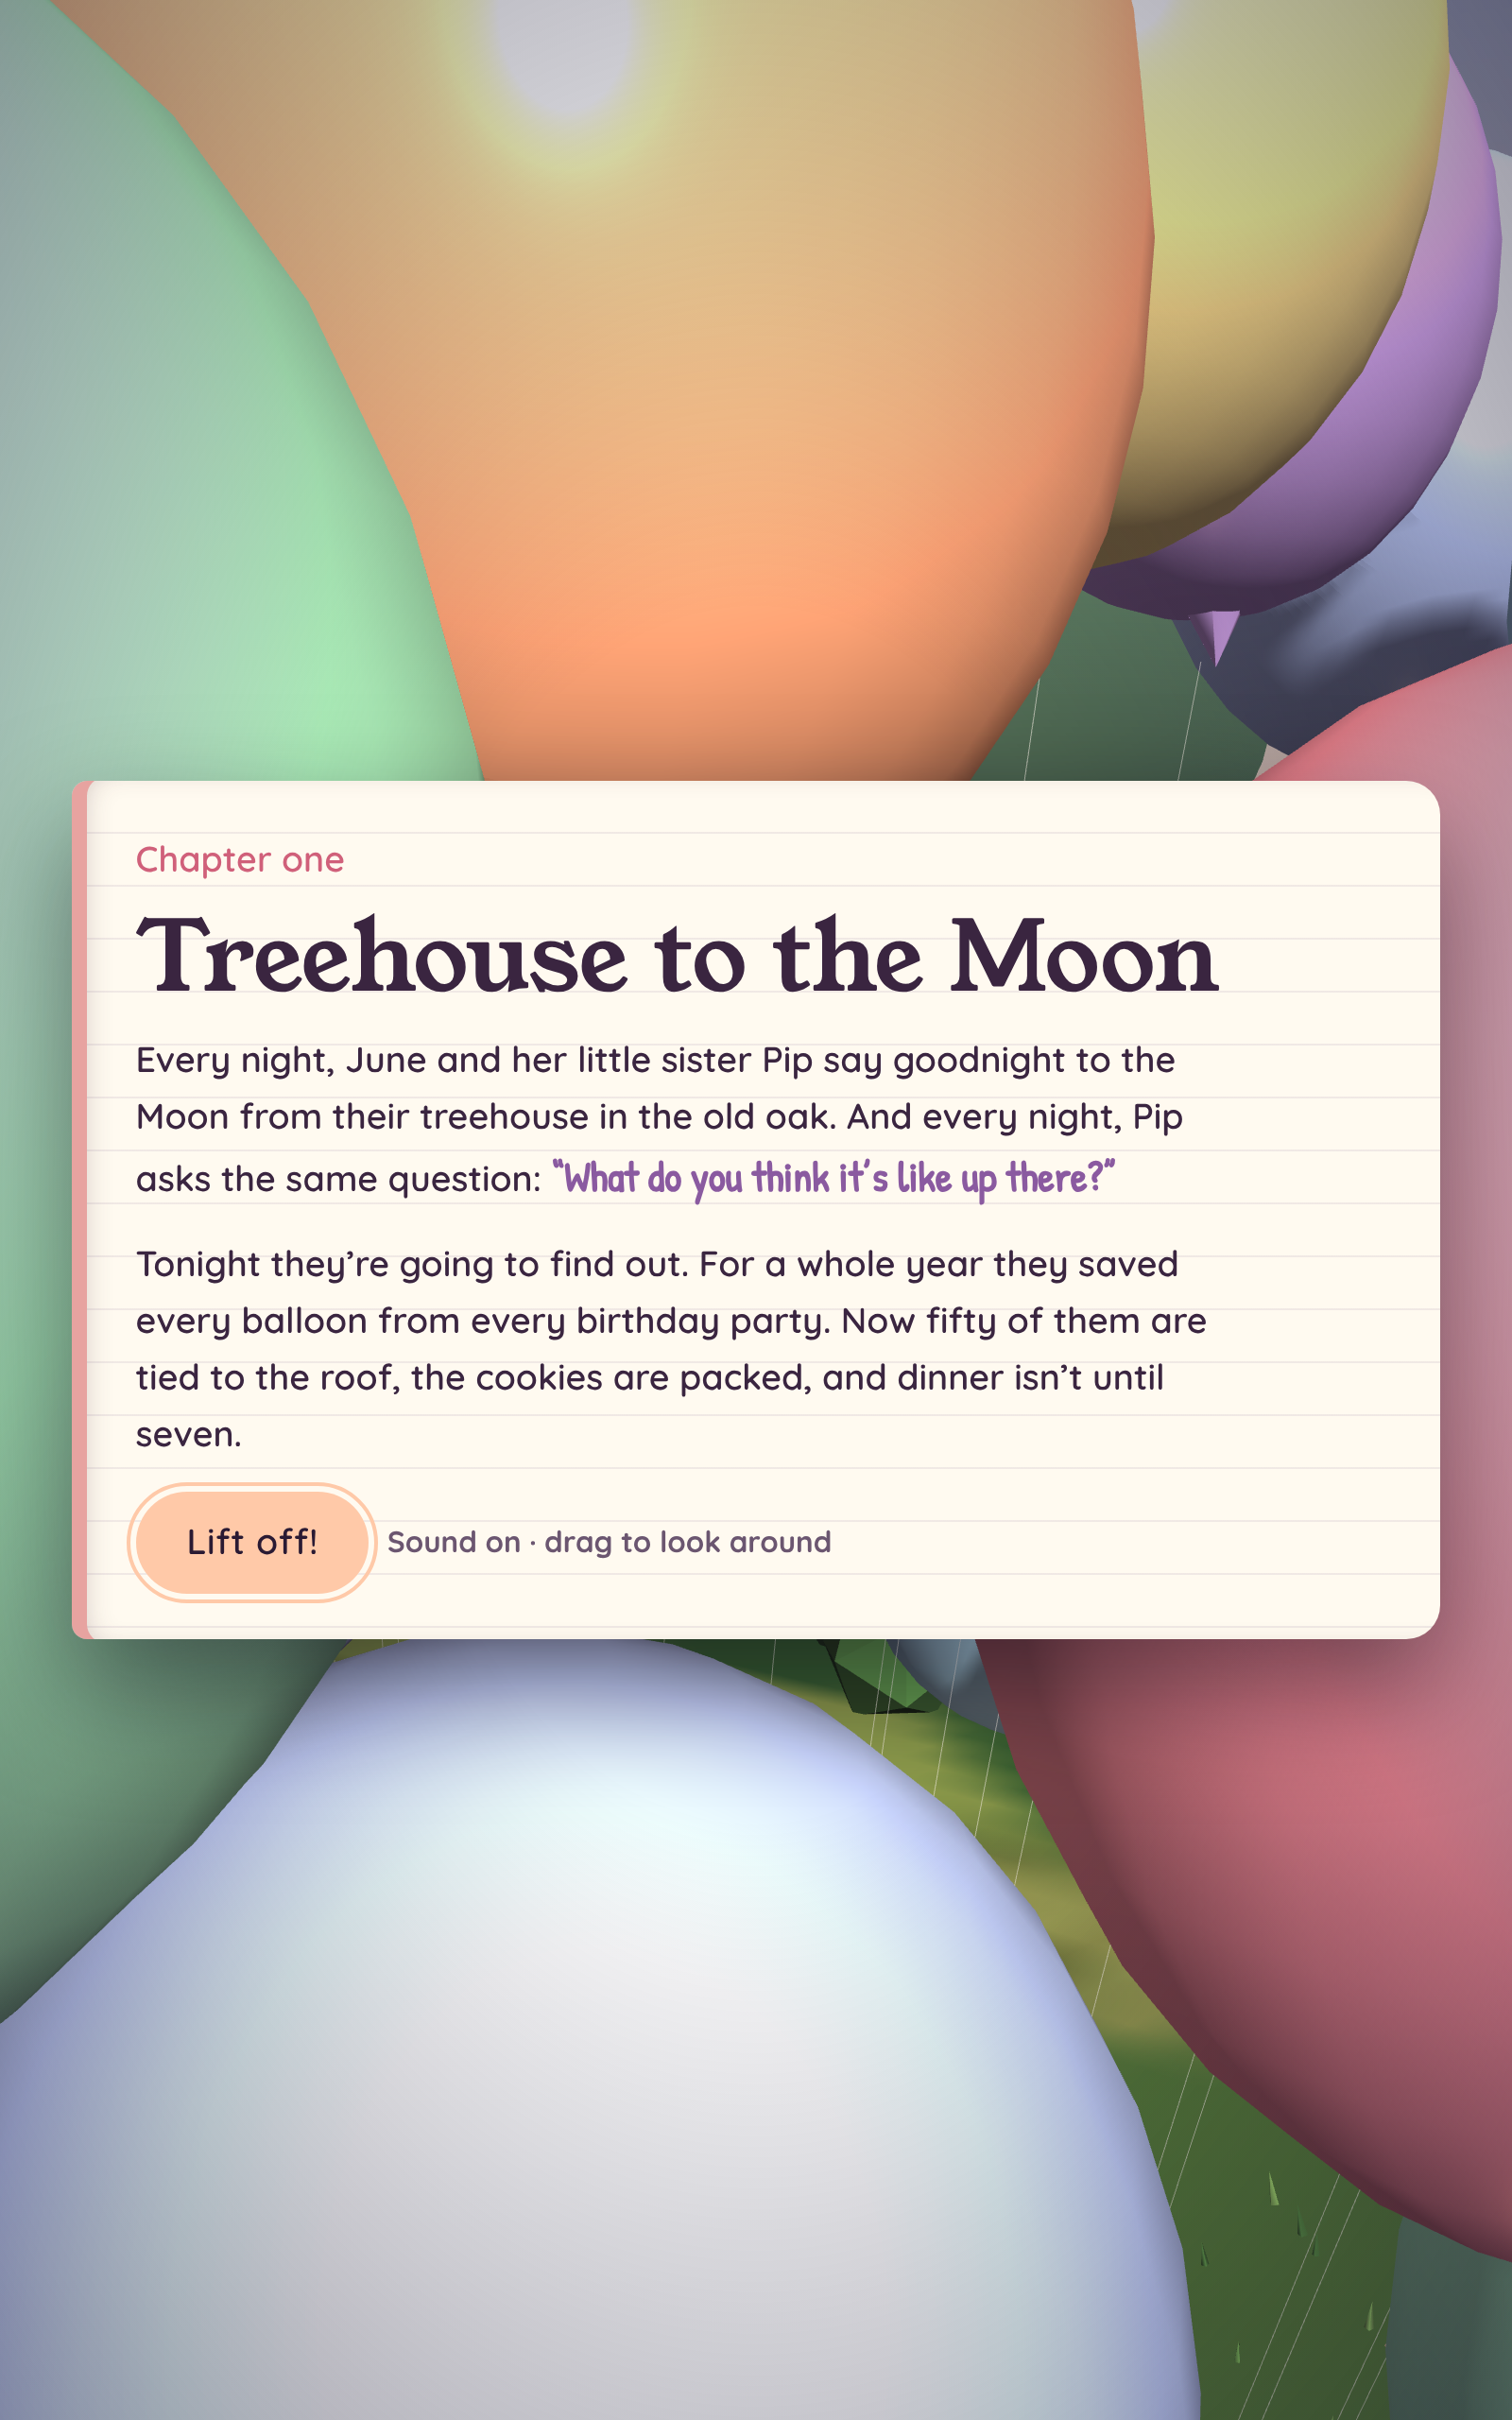 Chapter one
Treehouse to the Moon
Every night, June and her little sister Pip say goodnight to the
Moon from their treehouse in the old oak. And every night, Pip
asks the same question: “What do you think it’s like up there?”
Tonight they’re going to find out. For a whole year they saved
every balloon from every birthday party. Now fifty of them are
tied to the roof, the cookies are packed, and dinner isn’t until
seven.
Lift off!
Sound on · drag to look around